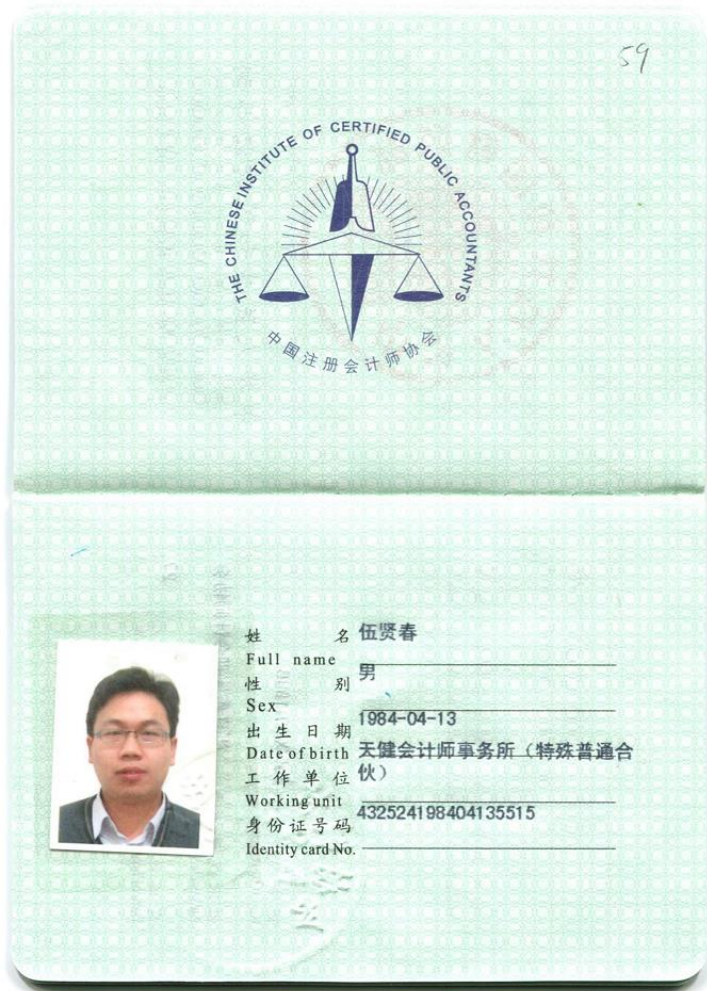 59
THE CHINESE INSTITUTE OF CERTIFIED PUBLIC ACCOUNTANTS
中国注册会计师协会
姓 名 伍贤春
Full name
性 别 男
Sex
出生日期 1984-04-13
Date of birth 天健会计师事务所（特殊普通合
工作单位 伙）
Working unit
身份证号码 432524198404135515
Identity card No.